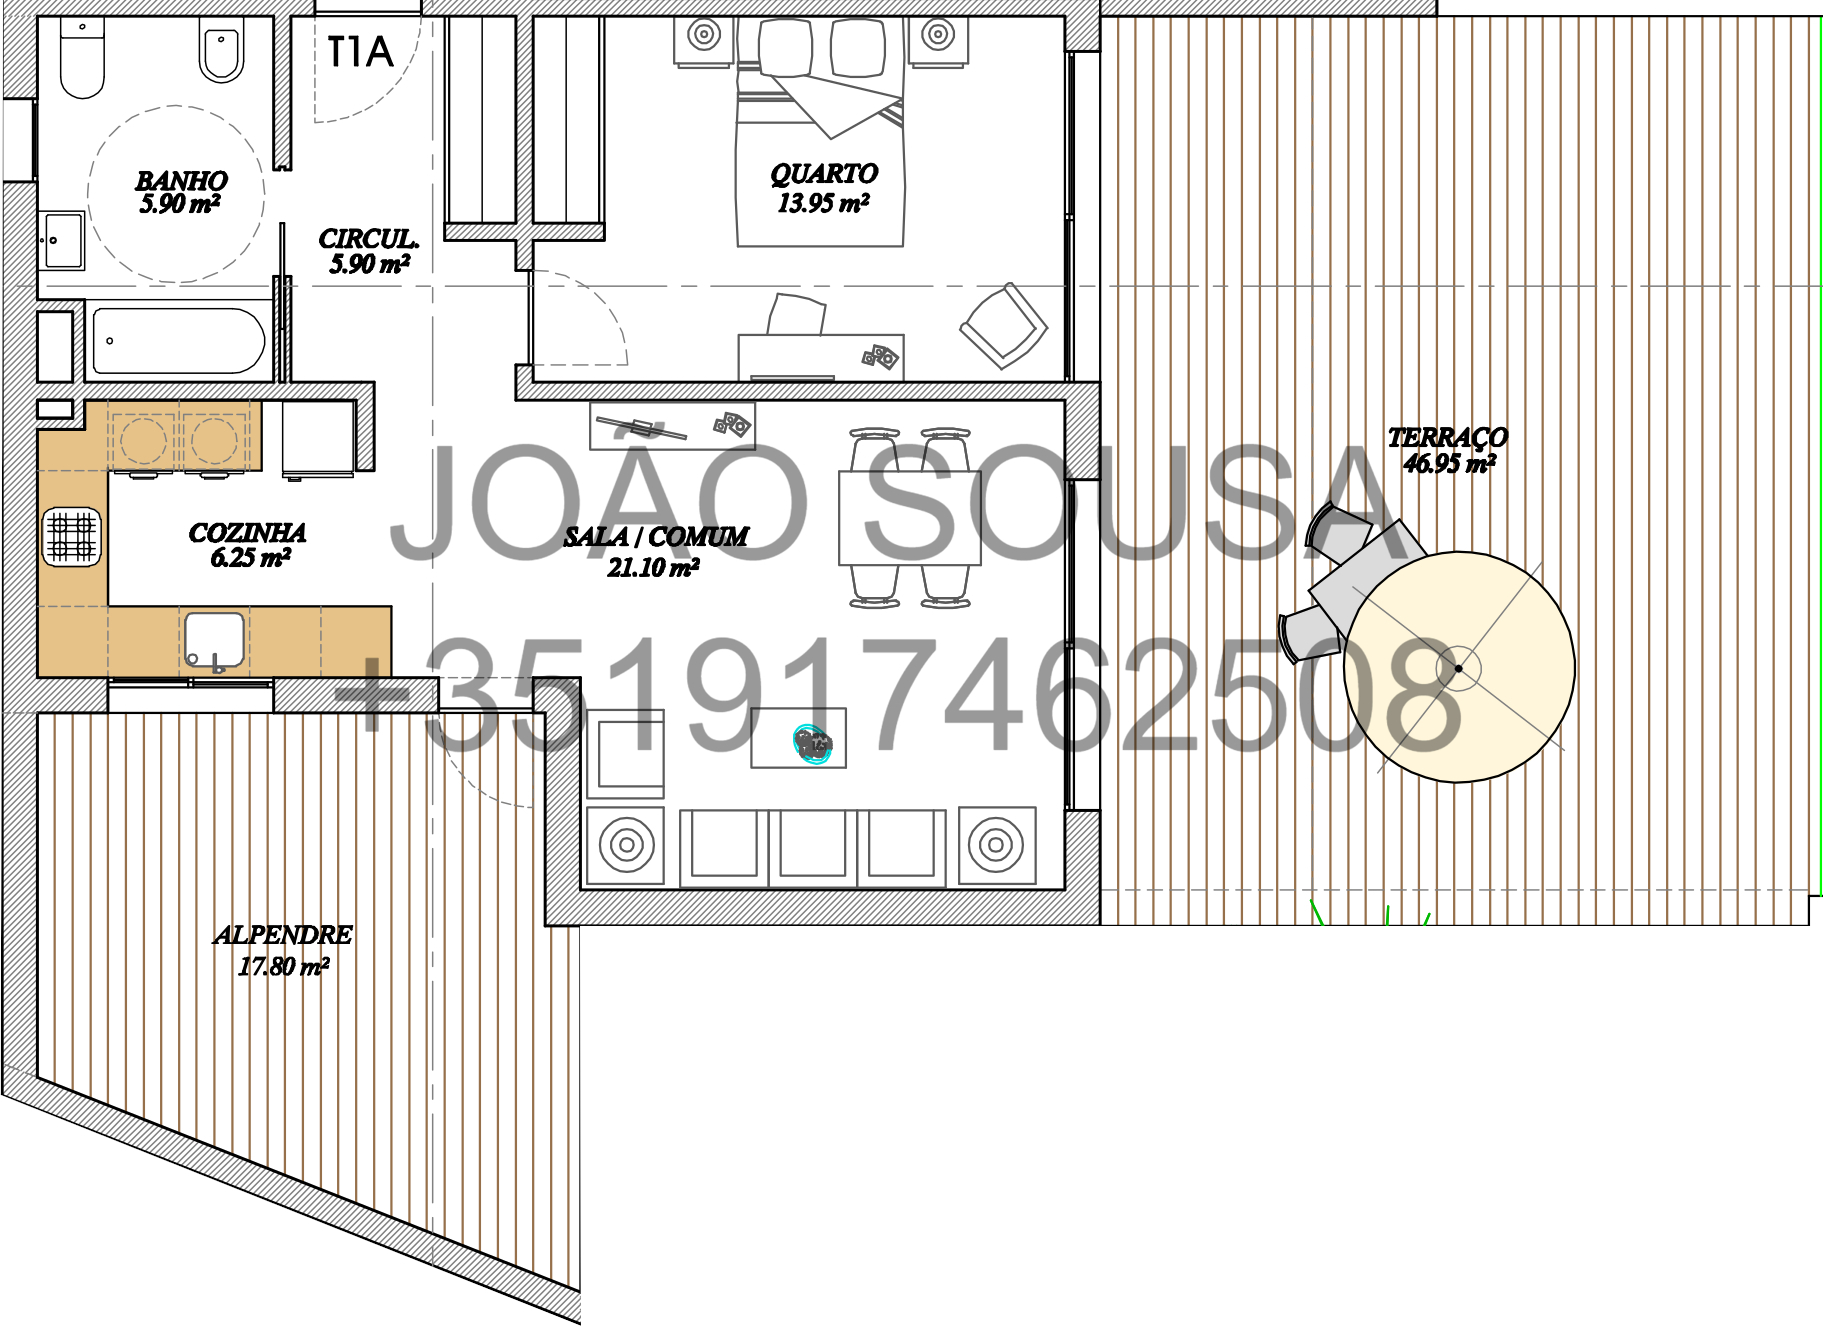 T1A
BANHO
5.90 m²
QUARTO
13.95 m²
CIRCUL.
5.90 m²
TERRAÇO
46.95 m²
JOÃO SOUSA
COZINHA
6.25 m²
SALA / COMUM
21.10 m²
+351917462508
ALPENDRE
17.80 m²